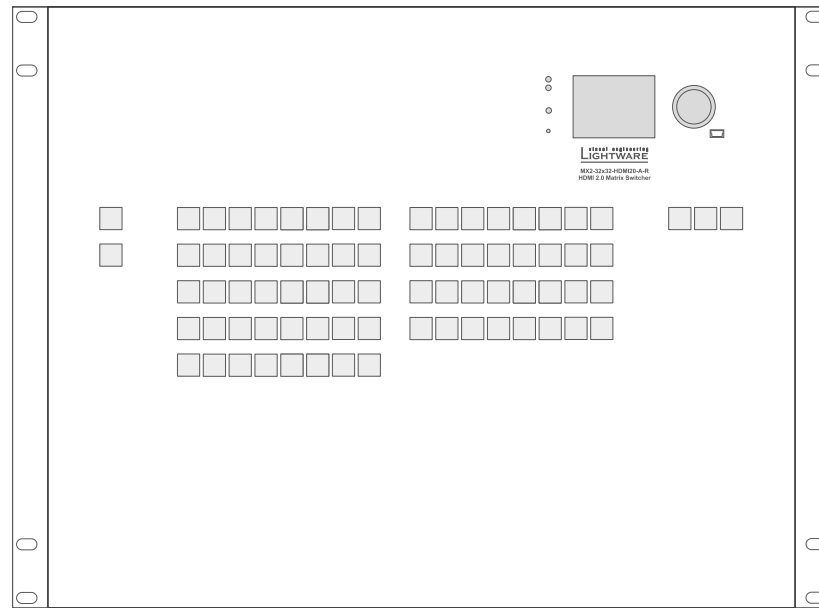 visual engineering
LIGHTWARE
MX2-32x32-HDMI20-A-R
HDMI 2.0 Matrix Switcher